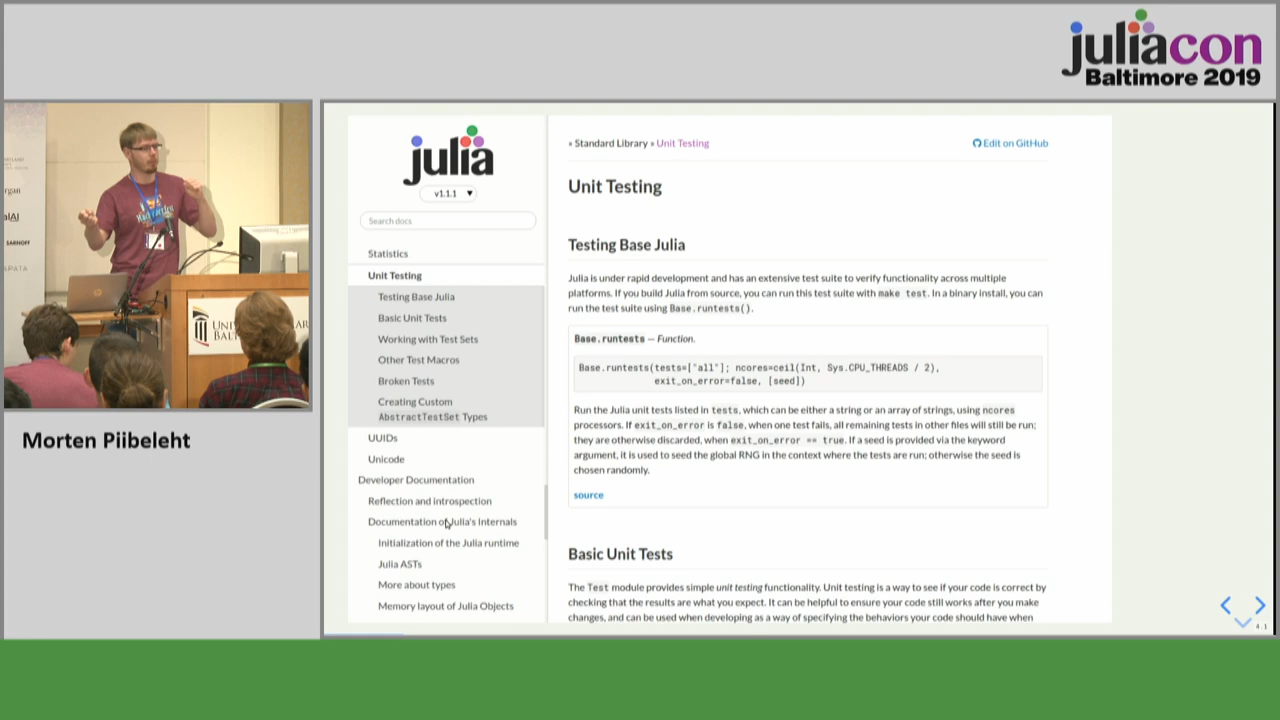 juliacon
Baltimore 2019
SARNOFF
Morten Piibeleht
julia
v1.1.1
Search docs
Statistics
Unit Testing
Testing Base Julia
Basic Unit Tests
Working with Test Sets
Other Test Macros
Broken Tests
Creating Custom
AbstractTestSet Types
UUIDs
Unicode
Developer Documentation
Reflection and introspection
Documentation of Julia's Internals
Initialization of the Julia runtime
Julia ASTs
More about types
Memory layout of Julia Objects
» Standard Library » Unit Testing
Edit on GitHub
Unit Testing
Testing Base Julia
Julia is under rapid development and has an extensive test suite to verify functionality across multiple
platforms. If you build Julia from source, you can run this test suite with make test. In a binary install, you can
run the test suite using Base.runtests().
Base.runtests — Function.
Base.runtests(tests=["all"]; ncores=ceil(Int, Sys.CPU_THREADS / 2),
exit_on_error=false, [seed])
Run the Julia unit tests listed in tests, which can be either a string or an array of strings, using ncores
processors. If exit_on_error is false, when one test fails, all remaining tests in other files will still be run;
they are otherwise discarded, when exit_on_error == true. If a seed is provided via the keyword
argument, it is used to seed the global RNG in the context where the tests are run; otherwise the seed is
chosen randomly.
source
Basic Unit Tests
The Test module provides simple unit testing functionality. Unit testing is a way to see if your code is correct by
checking that the results are what you expect. It can be helpful to ensure your code still works after you make
changes, and can be used when developing as a way of specifying the behaviors your code should have when
4.1